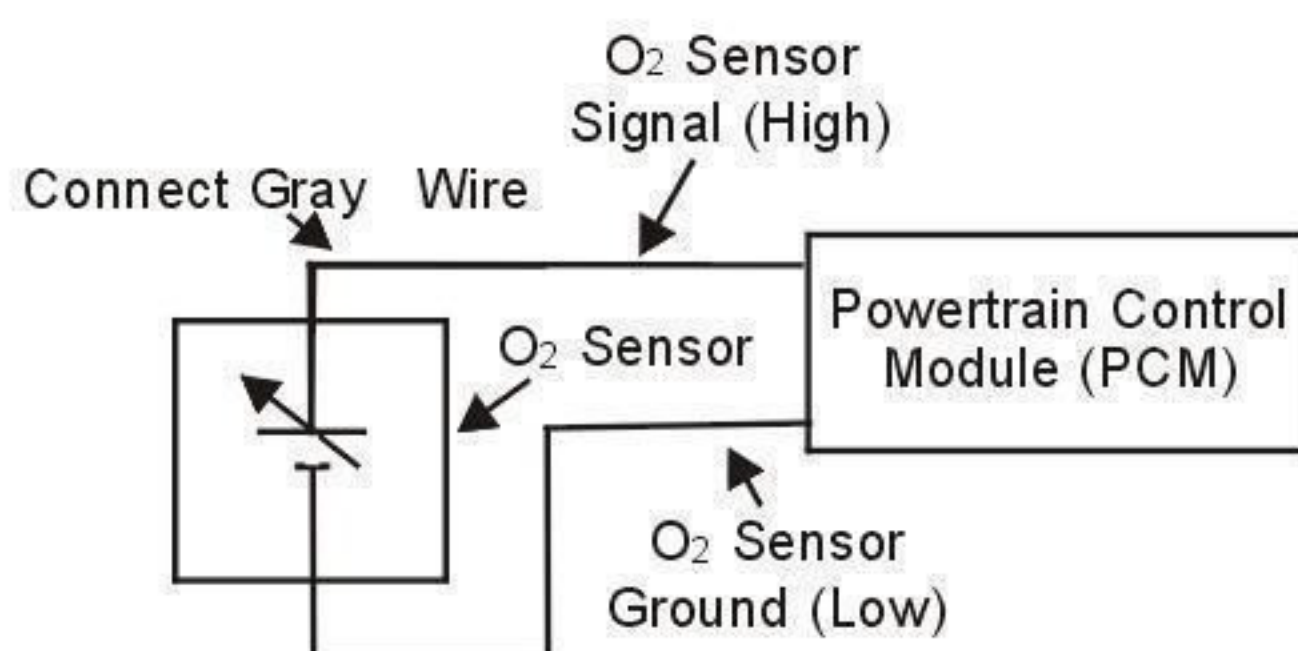 O2 Sensor
Signal (High)
Connect Gray Wire
O2 Sensor
Powertrain Control
Module (PCM)
O2 Sensor
Ground (Low)